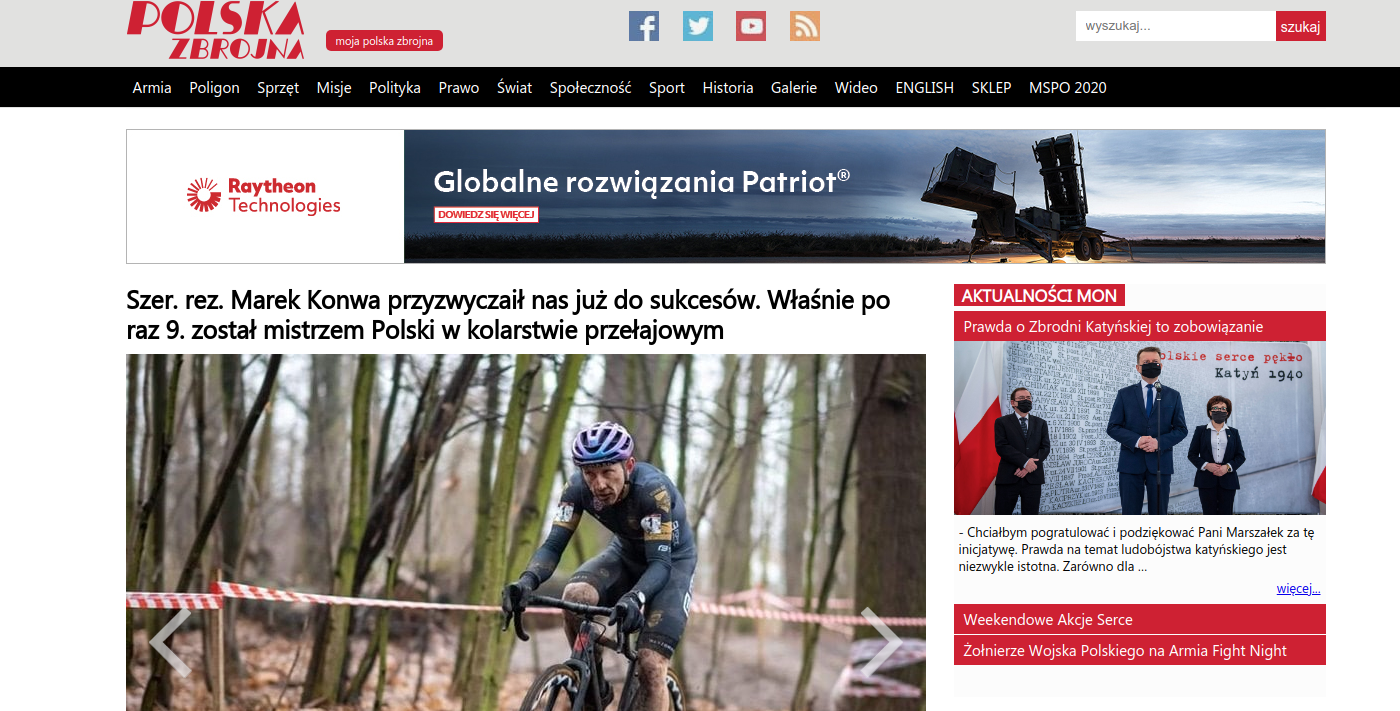 POLSKA
ZBROJNA
moja polska zbrojna
wyszukaj...
szukaj
Armia Poligon Sprzęt Misje Polityka Prawo Świat Społeczność Sport Historia Galerie Wideo ENGLISH SKLEP MSPO 2020
Raytheon
Technologies
Globalne rozwiązania Patriot®
DOWIEDZ SIĘ WIĘCEJ
Szer. rez. Marek Konwa przyzwyczaił nas już do sukcesów. Właśnie po
raz 9. został mistrzem Polski w kolarstwie przełajowym
AKTUALNOŚCI MON
Prawda o Zbrodni Katyńskiej to zobowiązanie
olskie serce pękło
Katyń 1940
- Chciałbym pogratulować i podziękować Pani Marszałek za tę
inicjatywę. Prawda na temat ludobójstwa katyńskiego jest
niezwykle istotna. Zarówno dla ...
więcej...
Weekendowe Akcje Serce
Żołnierze Wojska Polskiego na Armia Fight Night